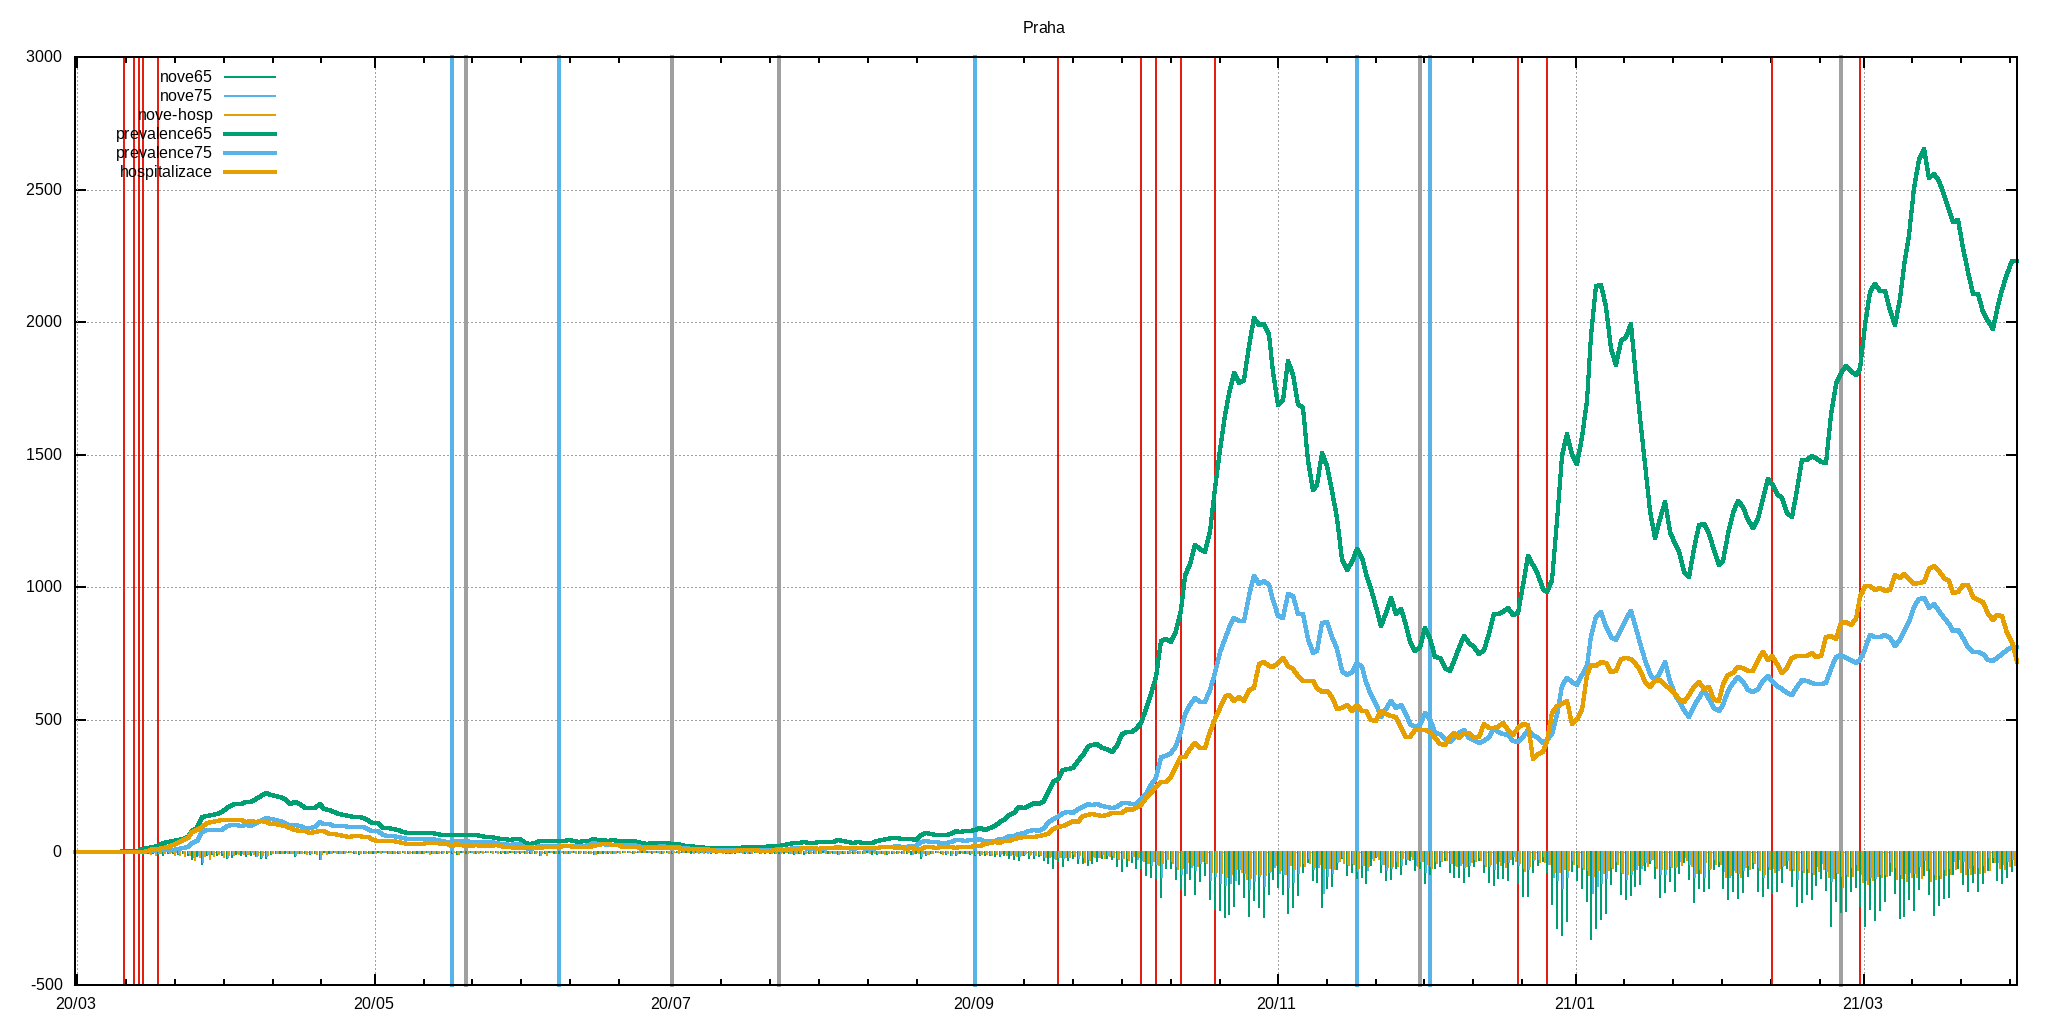 Praha
3000
2500
2000
1500
1000
500
0
-500
nove65
nove75
nove-hosp
prevalence65
prevalence75
hospitalizace
20/03 20/05 20/07 20/09 20/11 21/01 21/03